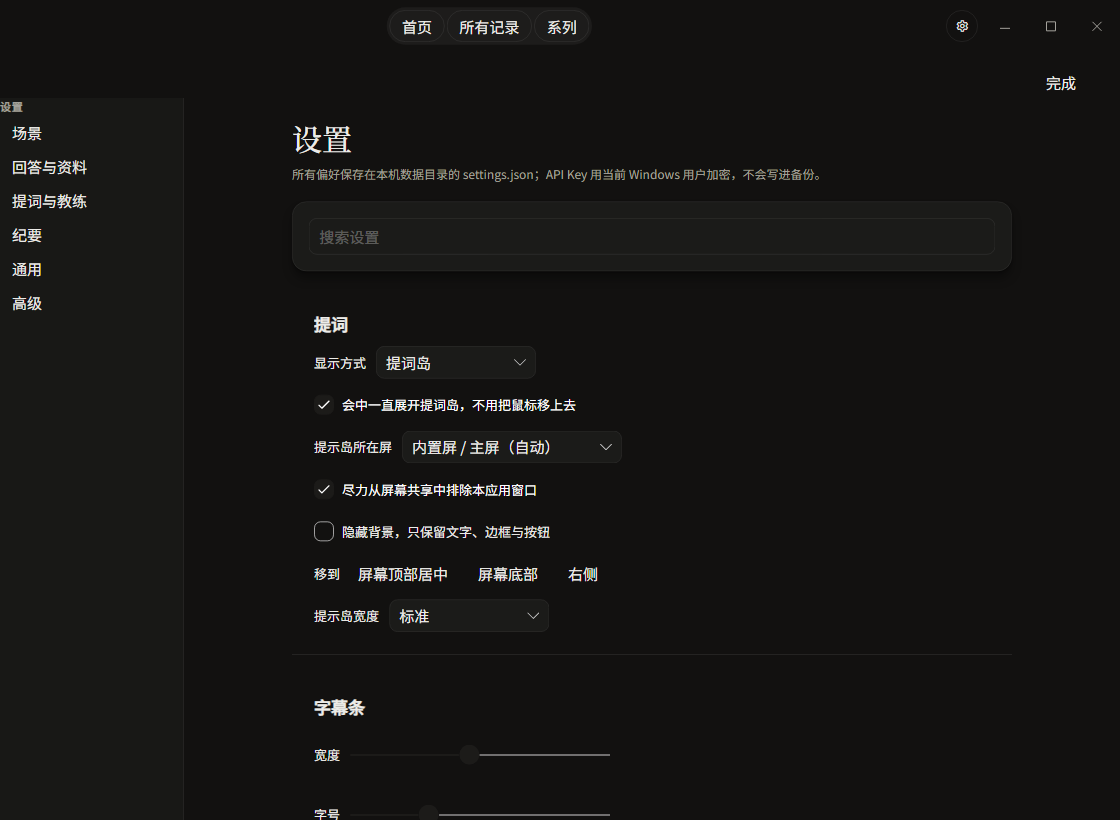 首页 所有记录 系列
完成
设置
场景
回答与资料
提词与教练
纪要
通用
高级
设置
所有偏好保存在本机数据目录的 settings.json；API Key 用当前 Windows 用户加密，不会写进备份。
搜索设置
提词
显示方式 提词岛
会中一直展开提词岛，不用把鼠标移上去
提示岛所在屏 内置屏 / 主屏（自动）
尽力从屏幕共享中排除本应用窗口
隐藏背景，只保留文字、边框与按钮
移到 屏幕顶部居中 屏幕底部 右侧
提示岛宽度 标准
字幕条
宽度
字号